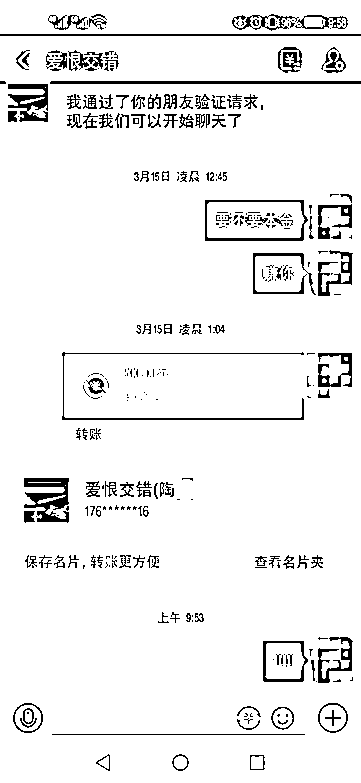 96% 9:53
爱恨交错
我通过了你的朋友验证请求，
现在我们可以开始聊天了
3月15日 凌晨 12:45
要不要本金
赚你
3月15日 凌晨 1:04
转账
爱恨交错(陶
176******16
保存名片，转账更方便
查看名片夹
上午 9:53